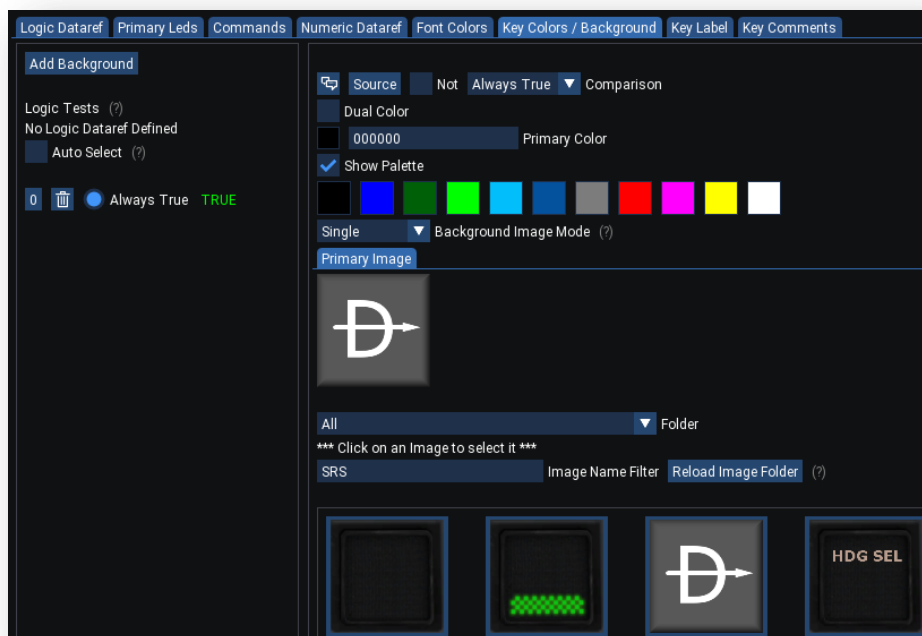 Logic Dataref Primary Leds Commands Numeric Dataref Font Colors Key Colors / Background Key Label Key Comments
Add Background
Logic Tests (?)
No Logic Dataref Defined
Auto Select (?)
0 Always True TRUE
Source Not Always True Comparison
Dual Color
000000 Primary Color
Show Palette
Single Background Image Mode (?)
Primary Image
D
All Folder
*** Click on an Image to select it ***
SRS Image Name Filter Reload Image Folder (?)
D HDG SEL